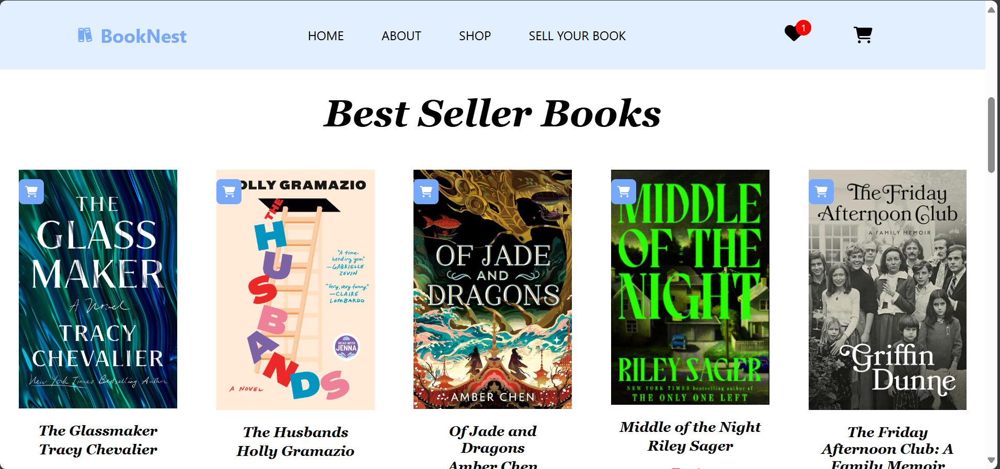 BookNest
HOME ABOUT SHOP SELL YOUR BOOK
1
Best Seller Books
THE
GLASS
MAKER
A Novel
TRACY
CHEVALIER
New York Times Bestselling Author
OLLY GRAMAZIO
THE
HUSBANDS
"A time-
bending gem."
—GABRIELLE
ZEVIN
"Very, very funny."
—CLAIRE
LOMBARDO
READ WITH
JENNA
A NOVEL
OF JADE
AND
DRAGONS
AMBER CHEN
MIDDLE
OF THE
NIGHT
RILEY SAGER
NEW YORK TIMES bestselling author of
THE ONLY ONE LEFT
The Friday
Afternoon Club
A FAMILY MEMOIR
Griffin
Dunne
The Glassmaker
Tracy Chevalier
The Husbands
Holly Gramazio
Of Jade and
Dragons
Amber Chen
Middle of the Night
Riley Sager
The Friday
Afternoon Club: A
Family Memoir